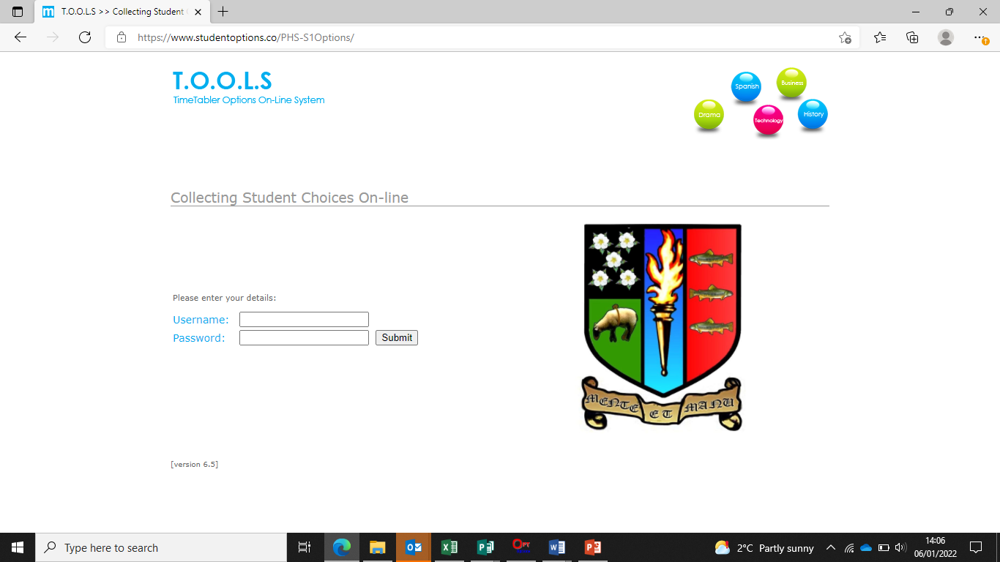 T.O.O.L.S >> Collecting Student
https://www.studentoptions.co/PHS-S1Options/
T.O.O.L.S
TimeTabler Options On-Line System
Spanish
Business
Drama
Technology
History
Collecting Student Choices On-line
Please enter your details:
Username:
Password:
Submit
MENTE ET MANU
[version 6.5]
Type here to search
2°C Partly sunny
14:06
06/01/2022